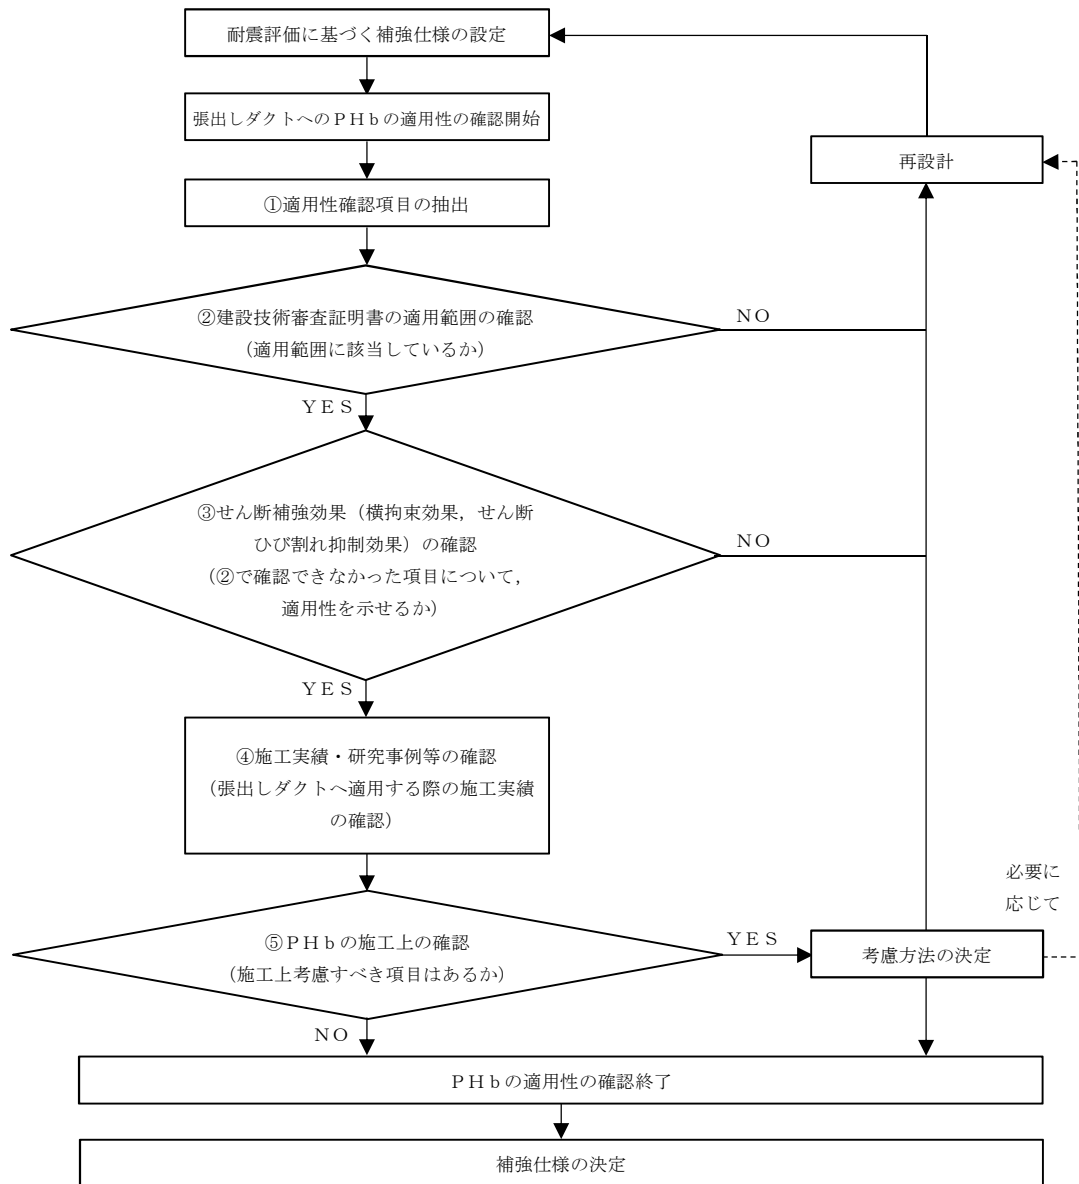 耐震評価に基づく補強仕様の設定
張出しダクトへのＰＨｂの適用性の確認開始
再設計
①適用性確認項目の抽出
②建設技術審査証明書の適用範囲の確認
（適用範囲に該当しているか）
ＮＯ
ＹＥＳ
③せん断補強効果（横拘束効果，せん断
ひび割れ抑制効果）の確認
（②で確認できなかった項目について，
適用性を示せるか）
ＮＯ
ＹＥＳ
④施工実績・研究事例等の確認
（張出しダクトへ適用する際の施工実績
の確認）
必要に
応じて
⑤ＰＨｂの施工上の確認
（施工上考慮すべき項目はあるか）
ＹＥＳ
考慮方法の決定
ＮＯ
ＰＨｂの適用性の確認終了
補強仕様の決定